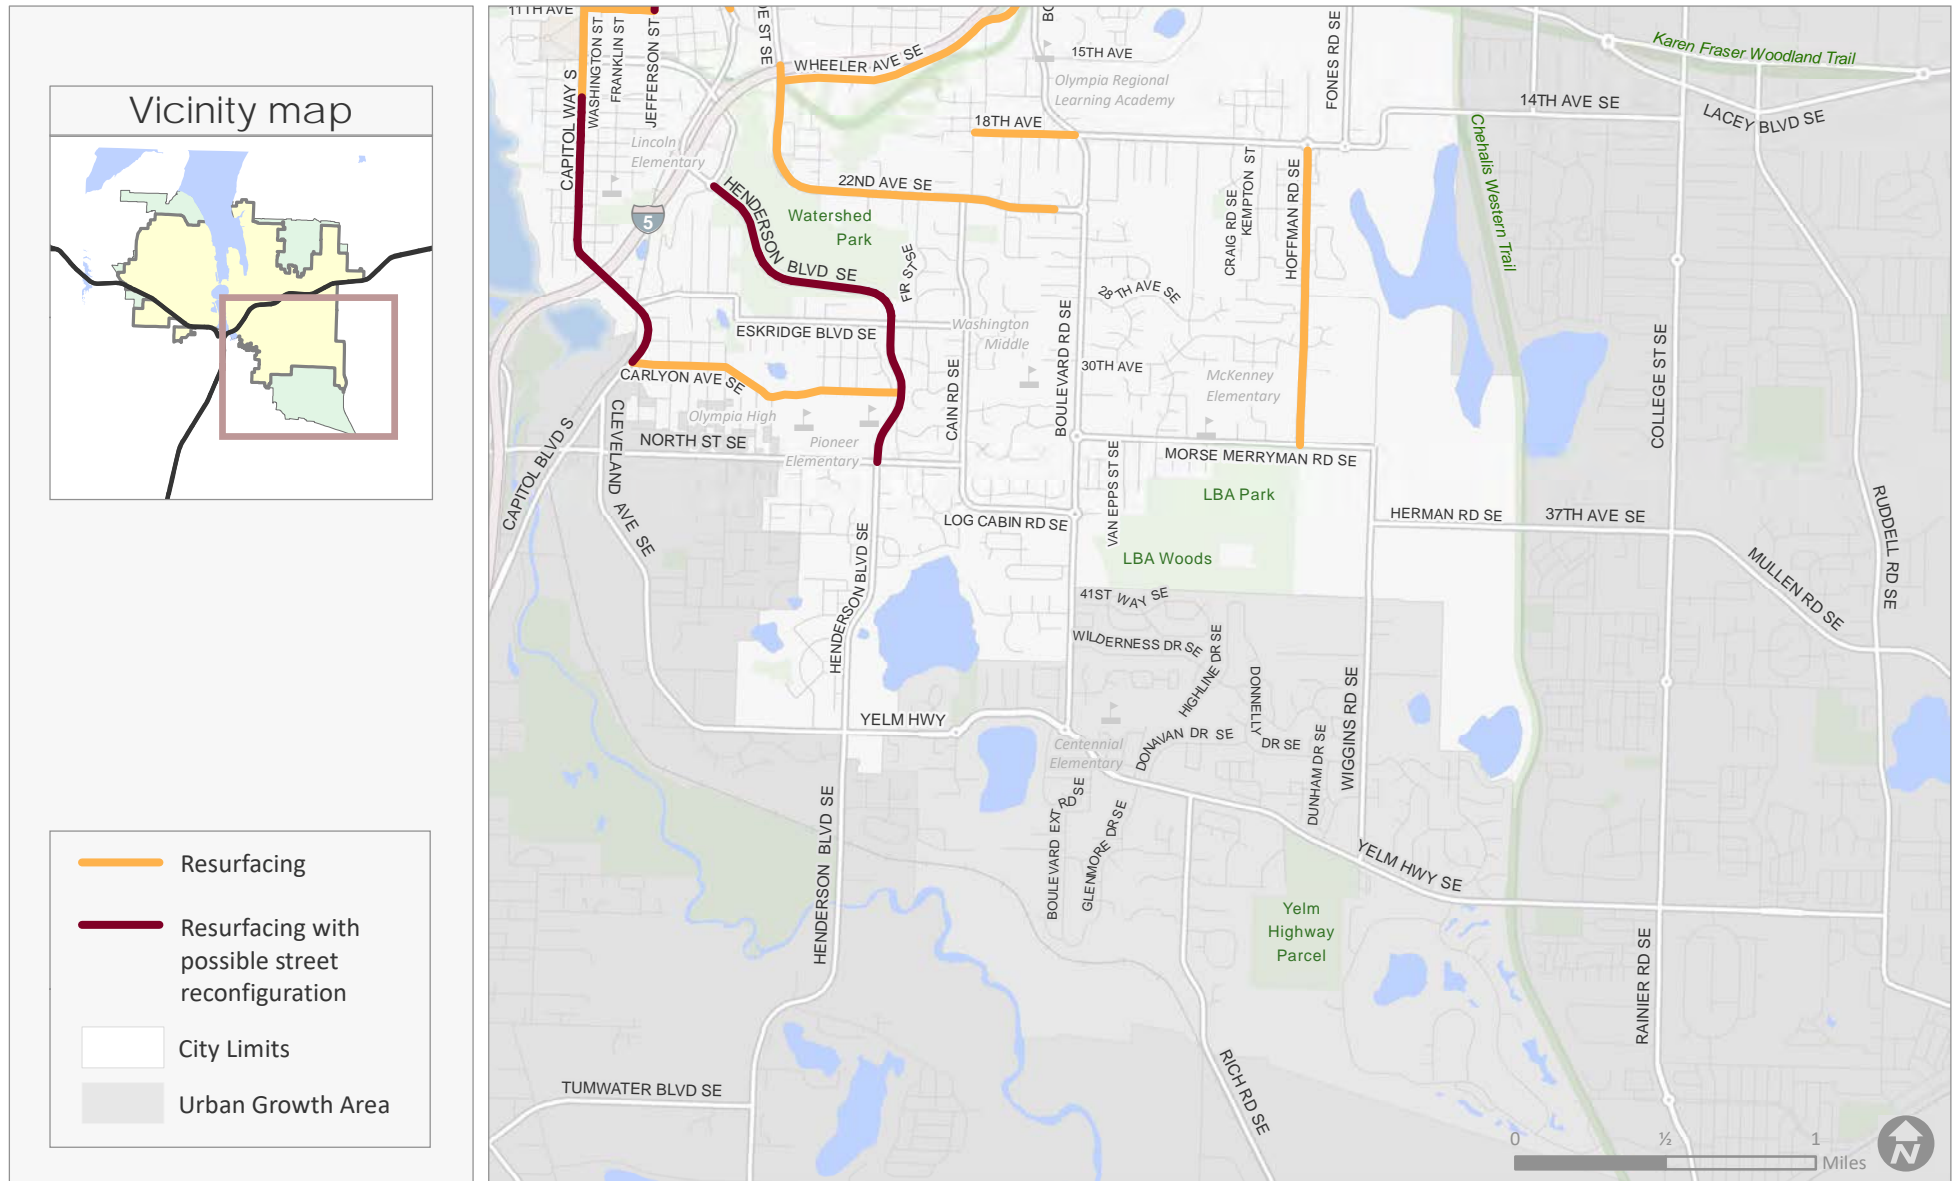 Vicinity map
Resurfacing
Resurfacing with
possible street
reconfiguration
City Limits
Urban Growth Area
11TH AVE
WASHINGTON ST
FRANKLIN ST
JEFFERSON ST
CAPITOL WAY S
WHEELER AVE SE
15TH AVE
Olympia Regional
Learning Academy
FONES RD SE
Karen Fraser Woodland Trail
14TH AVE SE
LACEY BLVD SE
Chehalis Western Trail
18TH AVE
Lincoln
Elementary
5
HENDERSON BLVD SE
22ND AVE SE
Watershed
Park
FIR ST SE
CRAIG RD SE
KEMPTON ST
HOFFMAN RD SE
28TH AVE SE
ESKRIDGE BLVD SE
Washington
Middle
BOULEVARD RD SE
30TH AVE
McKenney
Elementary
COLLEGE ST SE
CARLYON AVE SE
Olympia High
CAIN RD SE
CAPITOL BLVD S
CLEVELAND AVE SE
NORTH ST SE
Pioneer
Elementary
VAN EPPS ST SE
MORSE MERRYMAN RD SE
LBA Park
LOG CABIN RD SE
HERMAN RD SE
37TH AVE SE
RUDDELL RD SE
MULLEN RD SE
LBA Woods
HENDERSON BLVD SE
41ST WAY SE
WILDERNESS DR SE
HIGHLINE DR SE
DONNELLY DR SE
WIGGINS RD SE
YELM HWY
Centennial
Elementary
DONAVAN DR SE
DUNHAM DR SE
HENDERSON BLVD SE
BOULEVARD EXT RD SE
GLENMORE DR SE
YELM HWY SE
Yelm
Highway
Parcel
RAINIER RD SE
RICH RD SE
TUMWATER BLVD SE
0 ½ 1
Miles
N